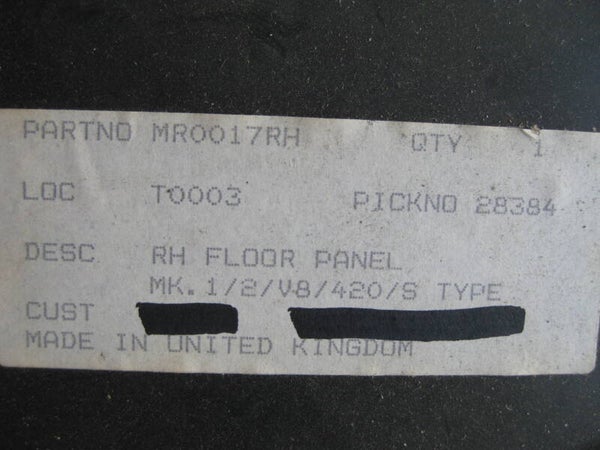 PARTNO MR0017RH QTY 1
LOC T0003 PICKNO 28384
DESC RH FLOOR PANEL
MK.1/2/V8/420/S TYPE
CUST
MADE IN UNITED KINGDOM